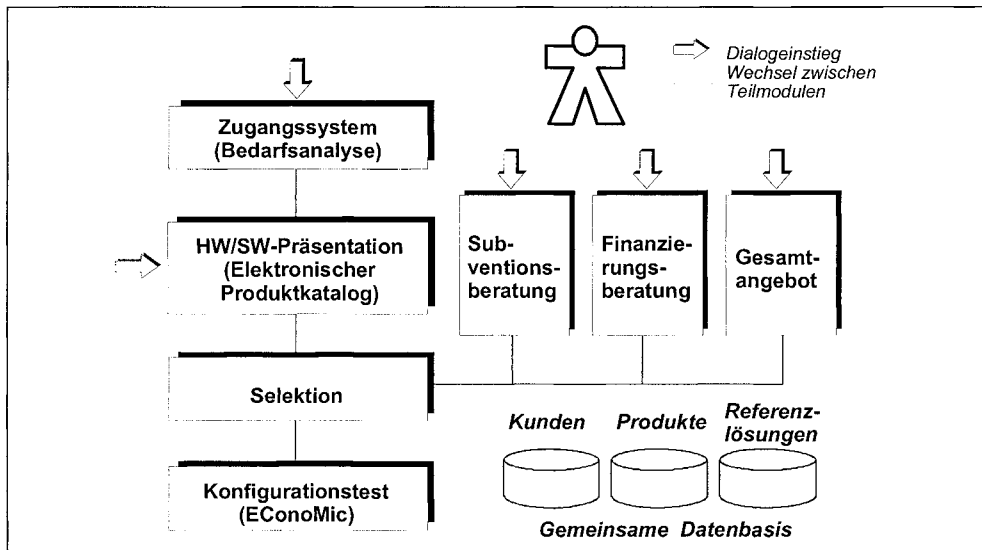 Dialogeinstieg
Wechsel zwischen
Teilmodulen
Zugangssystem
(Bedarfsanalyse)
HW/SW-Präsentation
(Elektronischer
Produktkatalog)
Sub-
ventions-
beratung
Finanzie-
rungs-
beratung
Gesamt-
angebot
Selektion
Konfigurationstest
(EConoMic)
Kunden
Produkte
Referenz-
lösungen
Gemeinsame Datenbasis